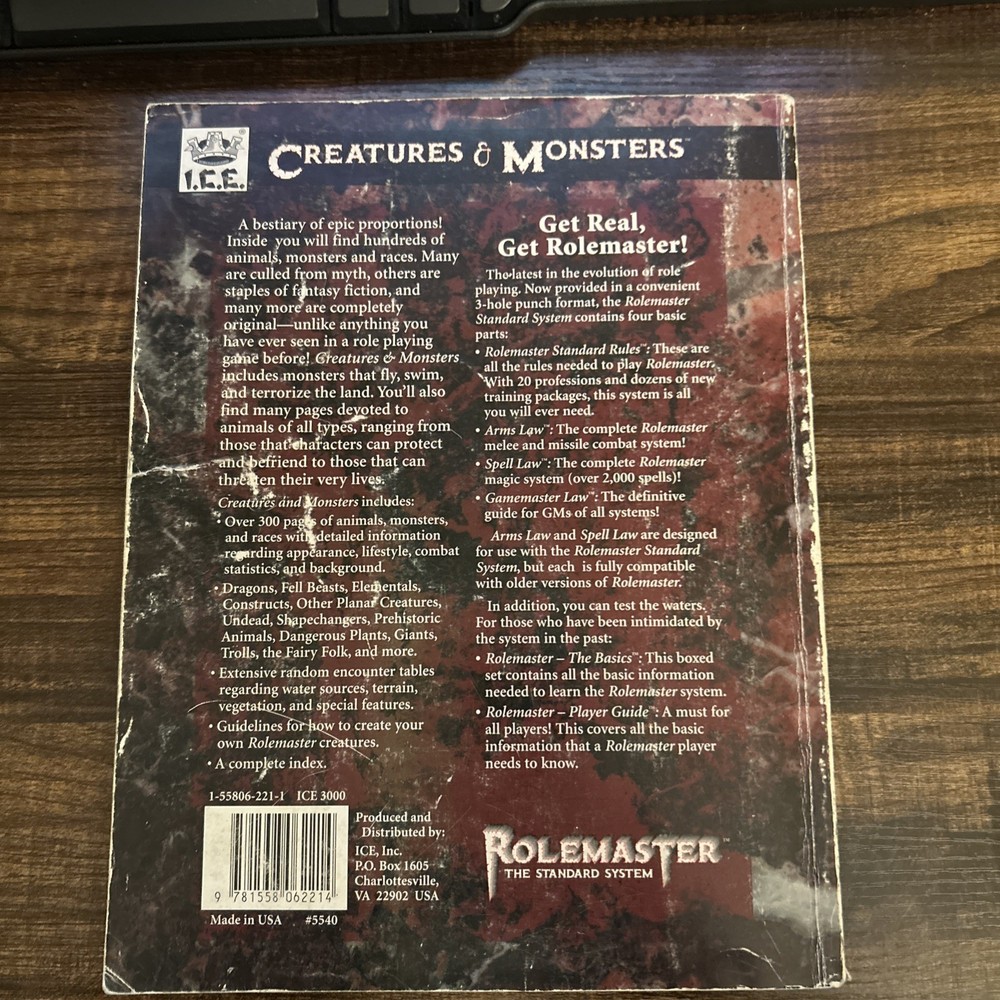 I.C.E.®
CREATURES & MONSTERS™
A bestiary of epic proportions!
Inside you will find hundreds of
animals, monsters and races. Many
are culled from myth, others are
staples of fantasy fiction, and
many more are completely
original—unlike anything you
have ever seen in a role playing
game before! Creatures & Monsters
includes monsters that fly, swim,
and terrorize the land. You'll also
find many pages devoted to
animals of all types, ranging from
those that characters can protect
and befriend to those that can
threaten their very lives.
Creatures and Monsters includes:
• Over 300 pages of animals, monsters,
and races with detailed information
regarding appearance, lifestyle, combat
statistics, and background.
• Dragons, Fell Beasts, Elementals,
Constructs, Other Planar Creatures,
Undead, Shapechangers, Prehistoric
Animals, Dangerous Plants, Giants,
Trolls, the Fairy Folk, and more.
• Extensive random encounter tables
regarding water sources, terrain,
vegetation, and special features.
• Guidelines for how to create your
own Rolemaster creatures.
• A complete index.
1-55806-221-1 ICE 3000
9 781558 062214
Made in USA #5540
Produced and
Distributed by:
ICE, Inc.
P.O. Box 1605
Charlottesville,
VA 22902 USA
Get Real,
Get Rolemaster!
The latest in the evolution of role
playing. Now provided in a convenient
3-hole punch format, the Rolemaster
Standard System contains four basic
parts:
• Rolemaster Standard Rules™: These are
all the rules needed to play Rolemaster.
With 20 professions and dozens of new
training packages, this system is all
you will ever need.
• Arms Law™: The complete Rolemaster
melee and missile combat system!
• Spell Law™: The complete Rolemaster
magic system (over 2,000 spells)!
• Gamemaster Law™: The definitive
guide for GMs of all systems!
Arms Law and Spell Law are designed
for use with the Rolemaster Standard
System, but each is fully compatible
with older versions of Rolemaster.
In addition, you can test the waters.
For those who have been intimidated by
the system in the past:
• Rolemaster – The Basics™: This boxed
set contains all the basic information
needed to learn the Rolemaster system.
• Rolemaster – Player Guide™: A must for
all players! This covers all the basic
information that a Rolemaster player
needs to know.
ROLEMASTER
THE STANDARD SYSTEM